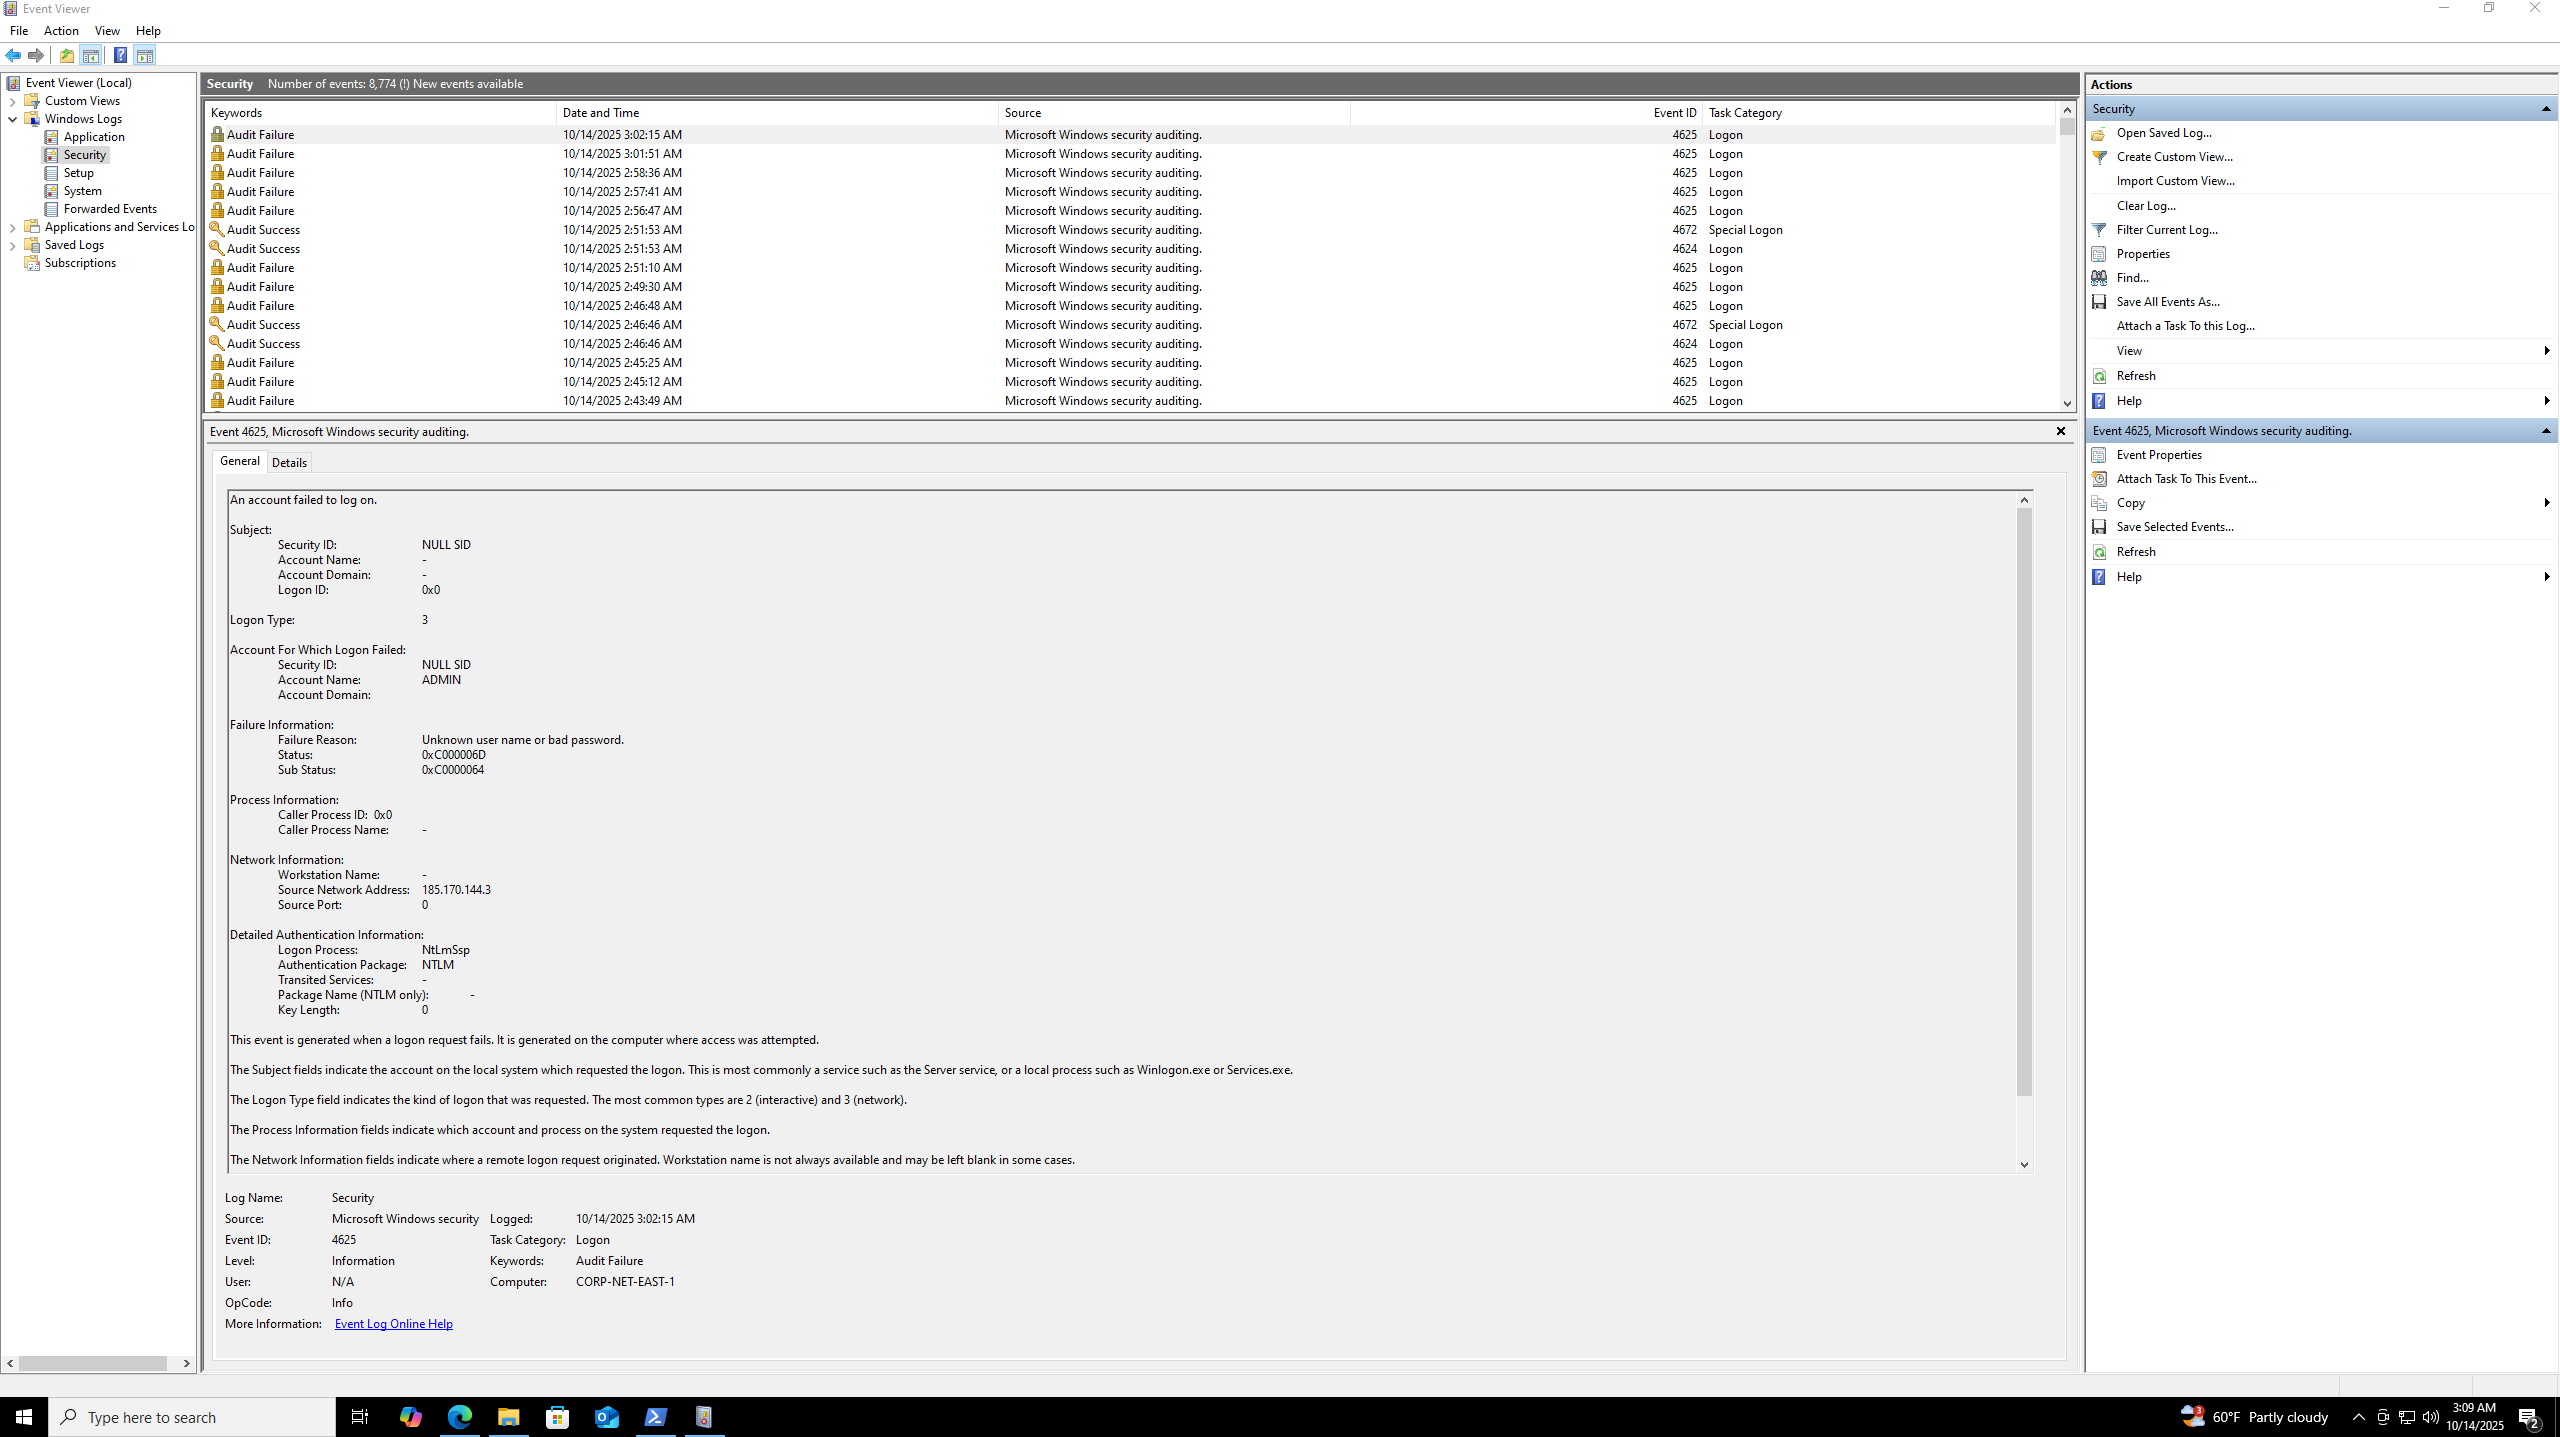 Event Viewer
File Action View Help
Event Viewer (Local)
Custom Views
Windows Logs
Application
Security
Setup
System
Forwarded Events
Applications and Services Lo
Saved Logs
Subscriptions
Security Number of events: 8,774 (!) New events available
Keywords Date and Time Source Event ID Task Category
Audit Failure 10/14/2025 3:02:15 AM Microsoft Windows security auditing. 4625 Logon
Audit Failure 10/14/2025 3:01:51 AM Microsoft Windows security auditing. 4625 Logon
Audit Failure 10/14/2025 2:58:36 AM Microsoft Windows security auditing. 4625 Logon
Audit Failure 10/14/2025 2:57:41 AM Microsoft Windows security auditing. 4625 Logon
Audit Failure 10/14/2025 2:56:47 AM Microsoft Windows security auditing. 4625 Logon
Audit Success 10/14/2025 2:51:53 AM Microsoft Windows security auditing. 4672 Special Logon
Audit Success 10/14/2025 2:51:53 AM Microsoft Windows security auditing. 4624 Logon
Audit Failure 10/14/2025 2:51:10 AM Microsoft Windows security auditing. 4625 Logon
Audit Failure 10/14/2025 2:49:30 AM Microsoft Windows security auditing. 4625 Logon
Audit Failure 10/14/2025 2:46:48 AM Microsoft Windows security auditing. 4625 Logon
Audit Success 10/14/2025 2:46:46 AM Microsoft Windows security auditing. 4672 Special Logon
Audit Success 10/14/2025 2:46:46 AM Microsoft Windows security auditing. 4624 Logon
Audit Failure 10/14/2025 2:45:25 AM Microsoft Windows security auditing. 4625 Logon
Audit Failure 10/14/2025 2:45:12 AM Microsoft Windows security auditing. 4625 Logon
Audit Failure 10/14/2025 2:43:49 AM Microsoft Windows security auditing. 4625 Logon
Event 4625, Microsoft Windows security auditing.
General Details
An account failed to log on.
Subject:
Security ID: NULL SID
Account Name: -
Account Domain: -
Logon ID: 0x0
Logon Type: 3
Account For Which Logon Failed:
Security ID: NULL SID
Account Name: ADMIN
Account Domain:
Failure Information:
Failure Reason: Unknown user name or bad password.
Status: 0xC000006D
Sub Status: 0xC0000064
Process Information:
Caller Process ID: 0x0
Caller Process Name: -
Network Information:
Workstation Name: -
Source Network Address: 185.170.144.3
Source Port: 0
Detailed Authentication Information:
Logon Process: NtLmSsp
Authentication Package: NTLM
Transited Services: -
Package Name (NTLM only): -
Key Length: 0
This event is generated when a logon request fails. It is generated on the computer where access was attempted.
The Subject fields indicate the account on the local system which requested the logon. This is most commonly a service such as the Server service, or a local process such as Winlogon.exe or Services.exe.
The Logon Type field indicates the kind of logon that was requested. The most common types are 2 (interactive) and 3 (network).
The Process Information fields indicate which account and process on the system requested the logon.
The Network Information fields indicate where a remote logon request originated. Workstation name is not always available and may be left blank in some cases.
Log Name: Security
Source: Microsoft Windows security Logged: 10/14/2025 3:02:15 AM
Event ID: 4625 Task Category: Logon
Level: Information Keywords: Audit Failure
User: N/A Computer: CORP-NET-EAST-1
OpCode: Info
More Information: Event Log Online Help
Actions
Security
Open Saved Log...
Create Custom View...
Import Custom View...
Clear Log...
Filter Current Log...
Properties
Find...
Save All Events As...
Attach a Task To this Log...
View
Refresh
Help
Event 4625, Microsoft Windows security auditing.
Event Properties
Attach Task To This Event...
Copy
Save Selected Events...
Refresh
Help
Type here to search
3
60°F Partly cloudy
3:09 AM
10/14/2025
2